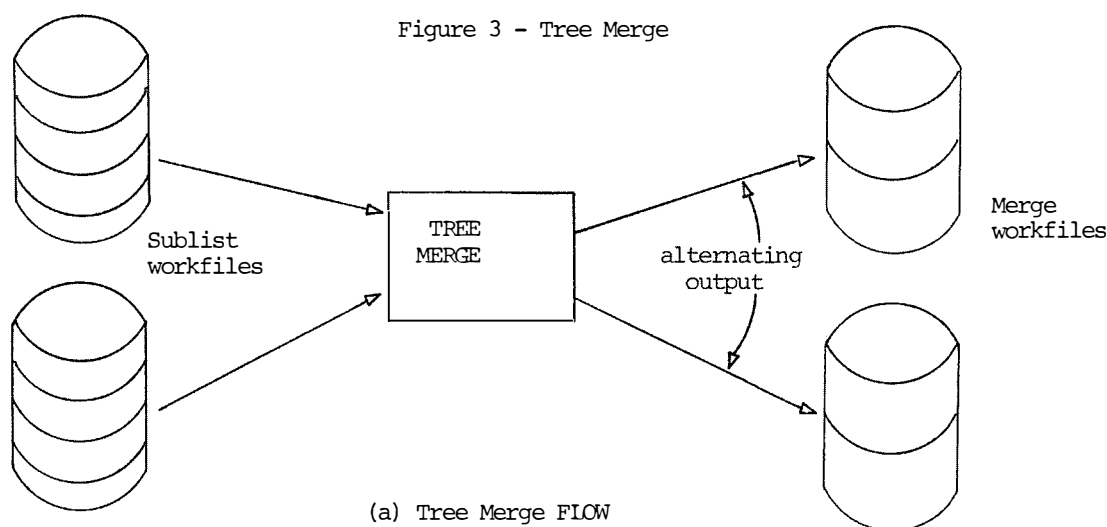 Figure 3 - Tree Merge
Sublist
workfiles
TREE
MERGE
alternating
output
Merge
workfiles
(a) Tree Merge FLOW